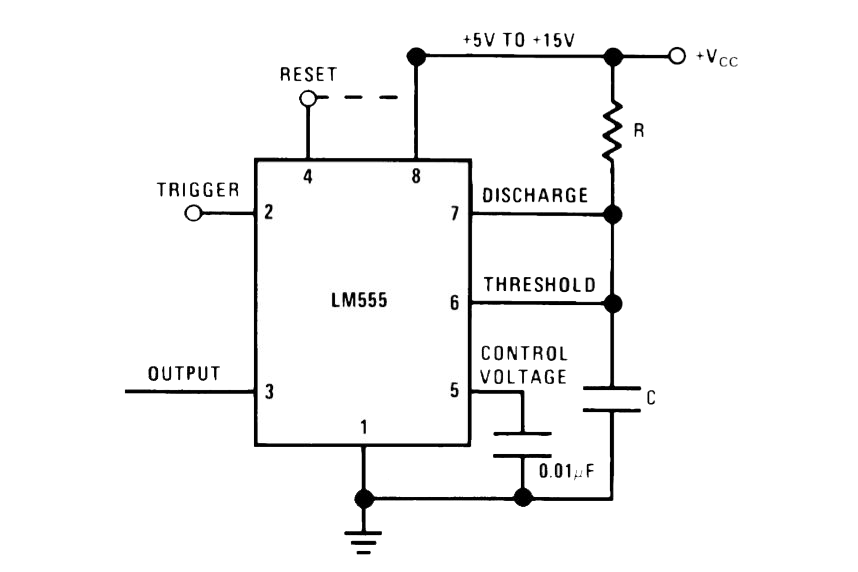 +5V TO +15V
+VCC
RESET
R
4
8
TRIGGER
2
7
DISCHARGE
LM555
6
THRESHOLD
OUTPUT
3
5
CONTROL
VOLTAGE
C
1
0.01μF